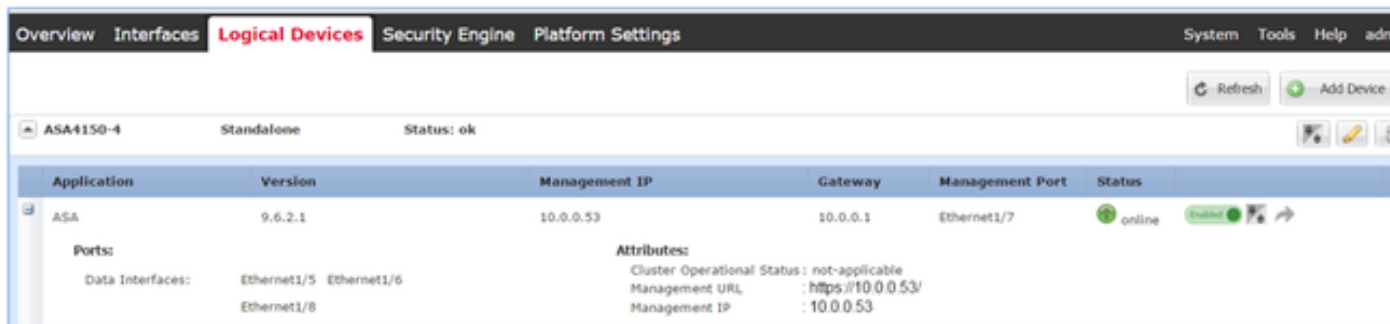 Overview Interfaces Logical Devices Security Engine Platform Settings System Tools Help adm
Refresh Add Device
ASA4150-4 Standalone Status: ok
Application Version Management IP Gateway Management Port Status
ASA 9.6.2.1 10.0.0.53 10.0.0.1 Ethernet1/7 online Enabled
Ports: Attributes:
Data Interfaces: Ethernet1/5 Ethernet1/6 Cluster Operational Status : not-applicable
Management URL : https://10.0.0.53/
Ethernet1/8 Management IP : 10.0.0.53